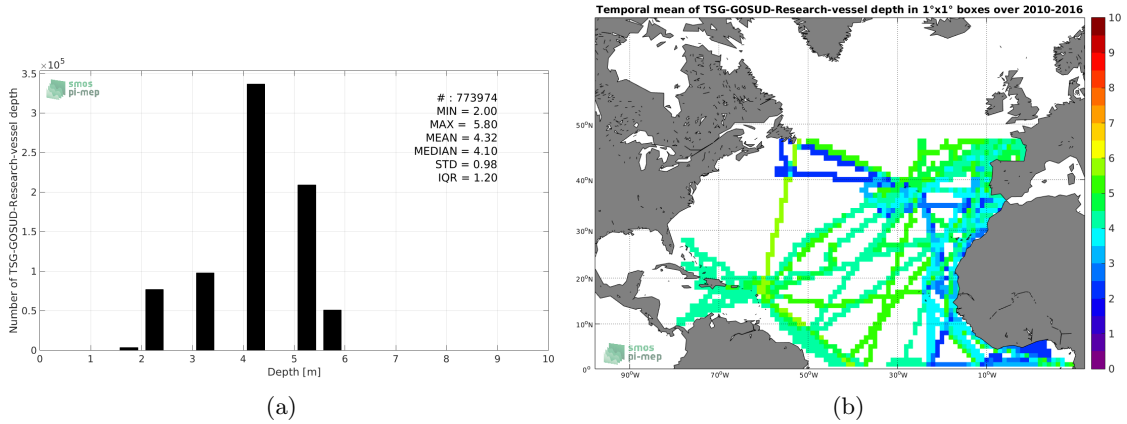 ×10⁵
3.5
3
2.5
2
1.5
1
0.5
0
Number of TSG-GOSUD-Research-vessel depth
smos
pi-mep
# : 773974
MIN = 2.00
MAX = 5.80
MEAN = 4.32
MEDIAN = 4.10
STD = 0.98
IQR = 1.20
0 1 2 3 4 5 6 7 8 9 10
Depth [m]
(a)
Temporal mean of TSG-GOSUD-Research-vessel depth in 1°x1° boxes over 2010-2016
50°N
40°N
30°N
20°N
10°N
0°
smos
pi-mep
90°W 70°W 50°W 30°W 10°W
10
9
8
7
6
5
4
3
2
1
0
(b)